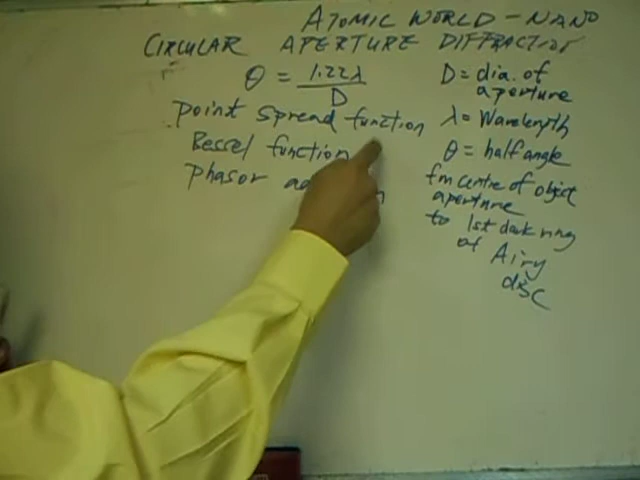 ATOMIC WORLD - NANO
CIRCULAR APERTURE DIFFRACTION
θ = 1.22λ / D
Point Spread function
Bessel function
Phasor
D = dia. of
aperture
λ = Wavelength
θ = half angle
fm centre of object
aperture
to 1st dark ring
of Airy
disc